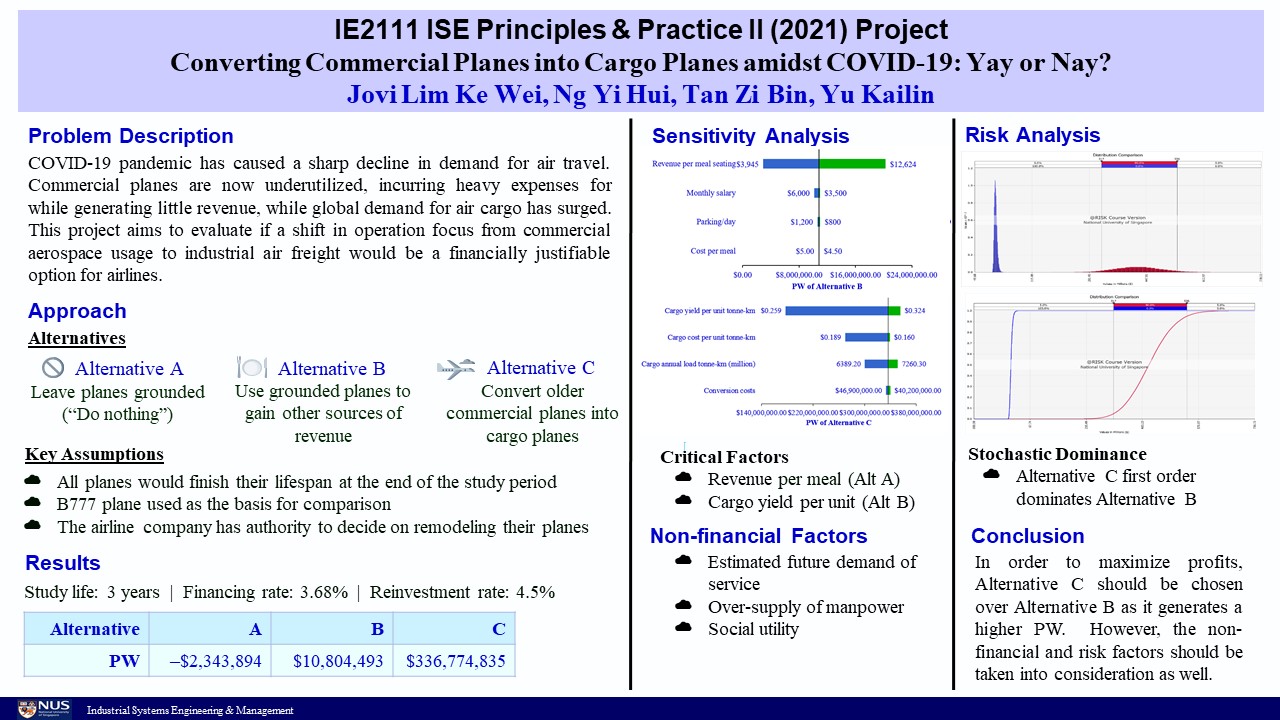 IE2111 ISE Principles & Practice II (2021) Project
Converting Commercial Planes into Cargo Planes amidst COVID-19: Yay or Nay?
Jovi Lim Ke Wei, Ng Yi Hui, Tan Zi Bin, Yu Kailin
Problem Description
COVID-19 pandemic has caused a sharp decline in demand for air travel.
Commercial planes are now underutilized, incurring heavy expenses for
while generating little revenue, while global demand for air cargo has surged.
This project aims to evaluate if a shift in operation focus from commercial
aerospace usage to industrial air freight would be a financially justifiable
option for airlines.
Approach
Alternatives
Alternative A
Leave planes grounded
(“Do nothing”)
Alternative B
Use grounded planes to
gain other sources of
revenue
Alternative C
Convert older
commercial planes into
cargo planes
Key Assumptions
All planes would finish their lifespan at the end of the study period
B777 plane used as the basis for comparison
The airline company has authority to decide on remodeling their planes
Results
Study life: 3 years | Financing rate: 3.68% | Reinvestment rate: 4.5%
Alternative A B C
PW –$2,343,894 $10,804,493 $336,774,835
Sensitivity Analysis
Revenue per meal seating $3,945 $12,624
Monthly salary $6,000 $3,500
Parking/day $1,200 $800
Cost per meal $5.00 $4.50
$0.00 $8,000,000.00 $16,000,000.00 $24,000,000.00
PW of Alternative B
Cargo yield per unit tonne-km $0.259 $0.324
Cargo cost per unit tonne-km $0.189 $0.160
Cargo annual load tonne-km (million) 6389.20 7260.30
Conversion costs $46,900,000.00 $40,200,000.00
$140,000,000.00 $220,000,000.00 $300,000,000.00 $380,000,000.00
PW of Alternative C
Critical Factors
Revenue per meal (Alt A)
Cargo yield per unit (Alt B)
Non-financial Factors
Estimated future demand of
service
Over-supply of manpower
Social utility
Risk Analysis
Distribution Comparison
@RISK Course Version
National University of Singapore
Distribution Comparison
@RISK Course Version
National University of Singapore
Stochastic Dominance
Alternative C first order
dominates Alternative B
Conclusion
In order to maximize profits,
Alternative C should be chosen
over Alternative B as it generates a
higher PW. However, the non-
financial and risk factors should be
taken into consideration as well.
NUS
National University
of Singapore
Industrial Systems Engineering & Management